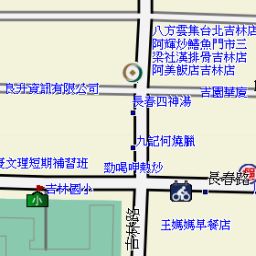 八方雲集台北吉林店
阿輝炒鱔魚門市三
梁社漢排骨吉林店
阿美飯店吉林店
良升資訊有限公司
吉園華廈
長春四神湯
九記何燒臘
勁喝呷熱炒
文理短期補習班
吉林國小
小
長春路
王媽媽早餐店
吉林路